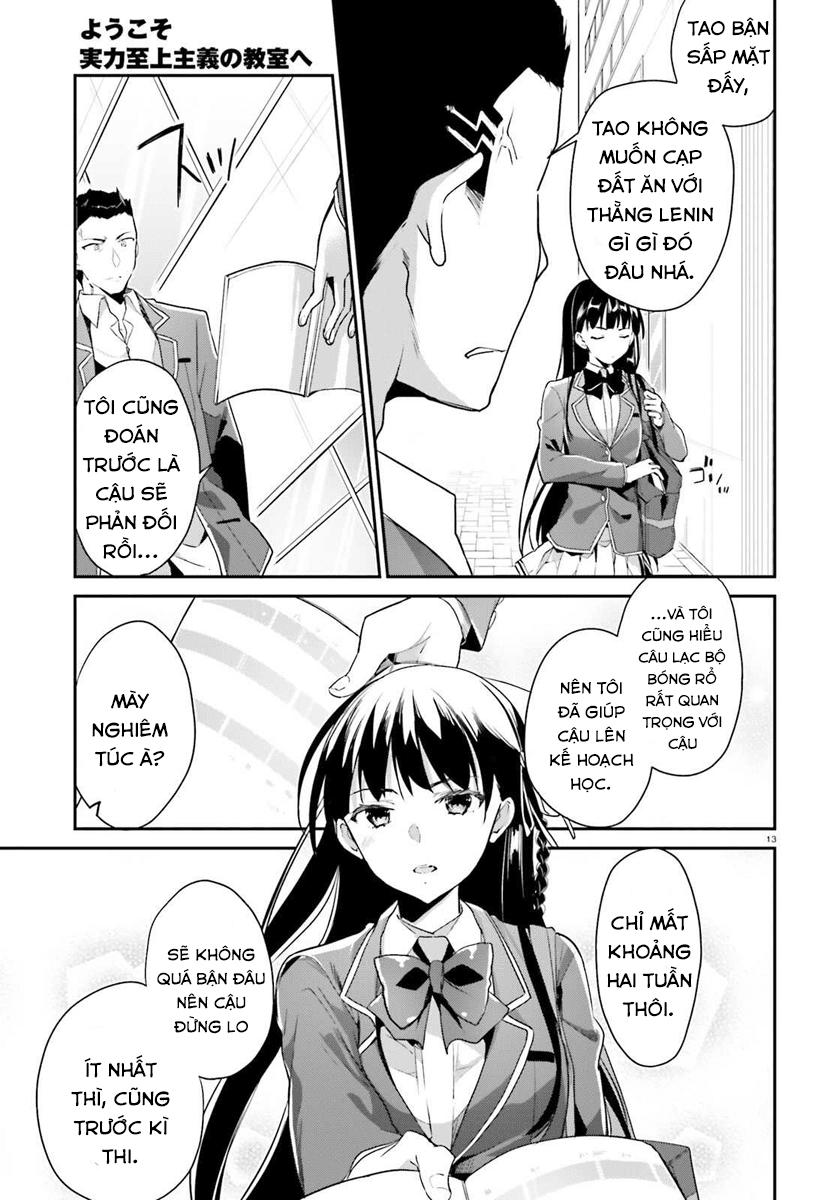 ようこそ
実力至上主義の教室へ
TAO BẬN
SẤP MẶT
ĐẤY,
TAO KHÔNG
MUỐN CẠP
ĐẤT ĂN VỚI
THẰNG LENIN
GÌ GÌ ĐÓ
ĐÂU NHÁ.
ゴソ
TÔI CŨNG
ĐOÁN
TRƯỚC LÀ
CẬU SẼ
PHẢN ĐỐI
RỒI...
...VÀ TÔI
CŨNG HIỂU
CÂU LẠC BỘ
BÓNG RỔ
RẤT QUAN
TRỌNG VỚI
CẬU
NÊN TÔI
ĐÃ GIÚP
CẬU LÊN
KẾ HOẠCH
HỌC.
MÀY
NGHIÊM
TÚC À?
13
CHỈ MẤT
KHOẢNG
HAI TUẦN
THÔI.
SẼ KHÔNG
QUÁ BẬN ĐÂU
NÊN CẬU
ĐỪNG LO
ÍT NHẤT
THÌ, CŨNG
TRƯỚC KÌ
THI.